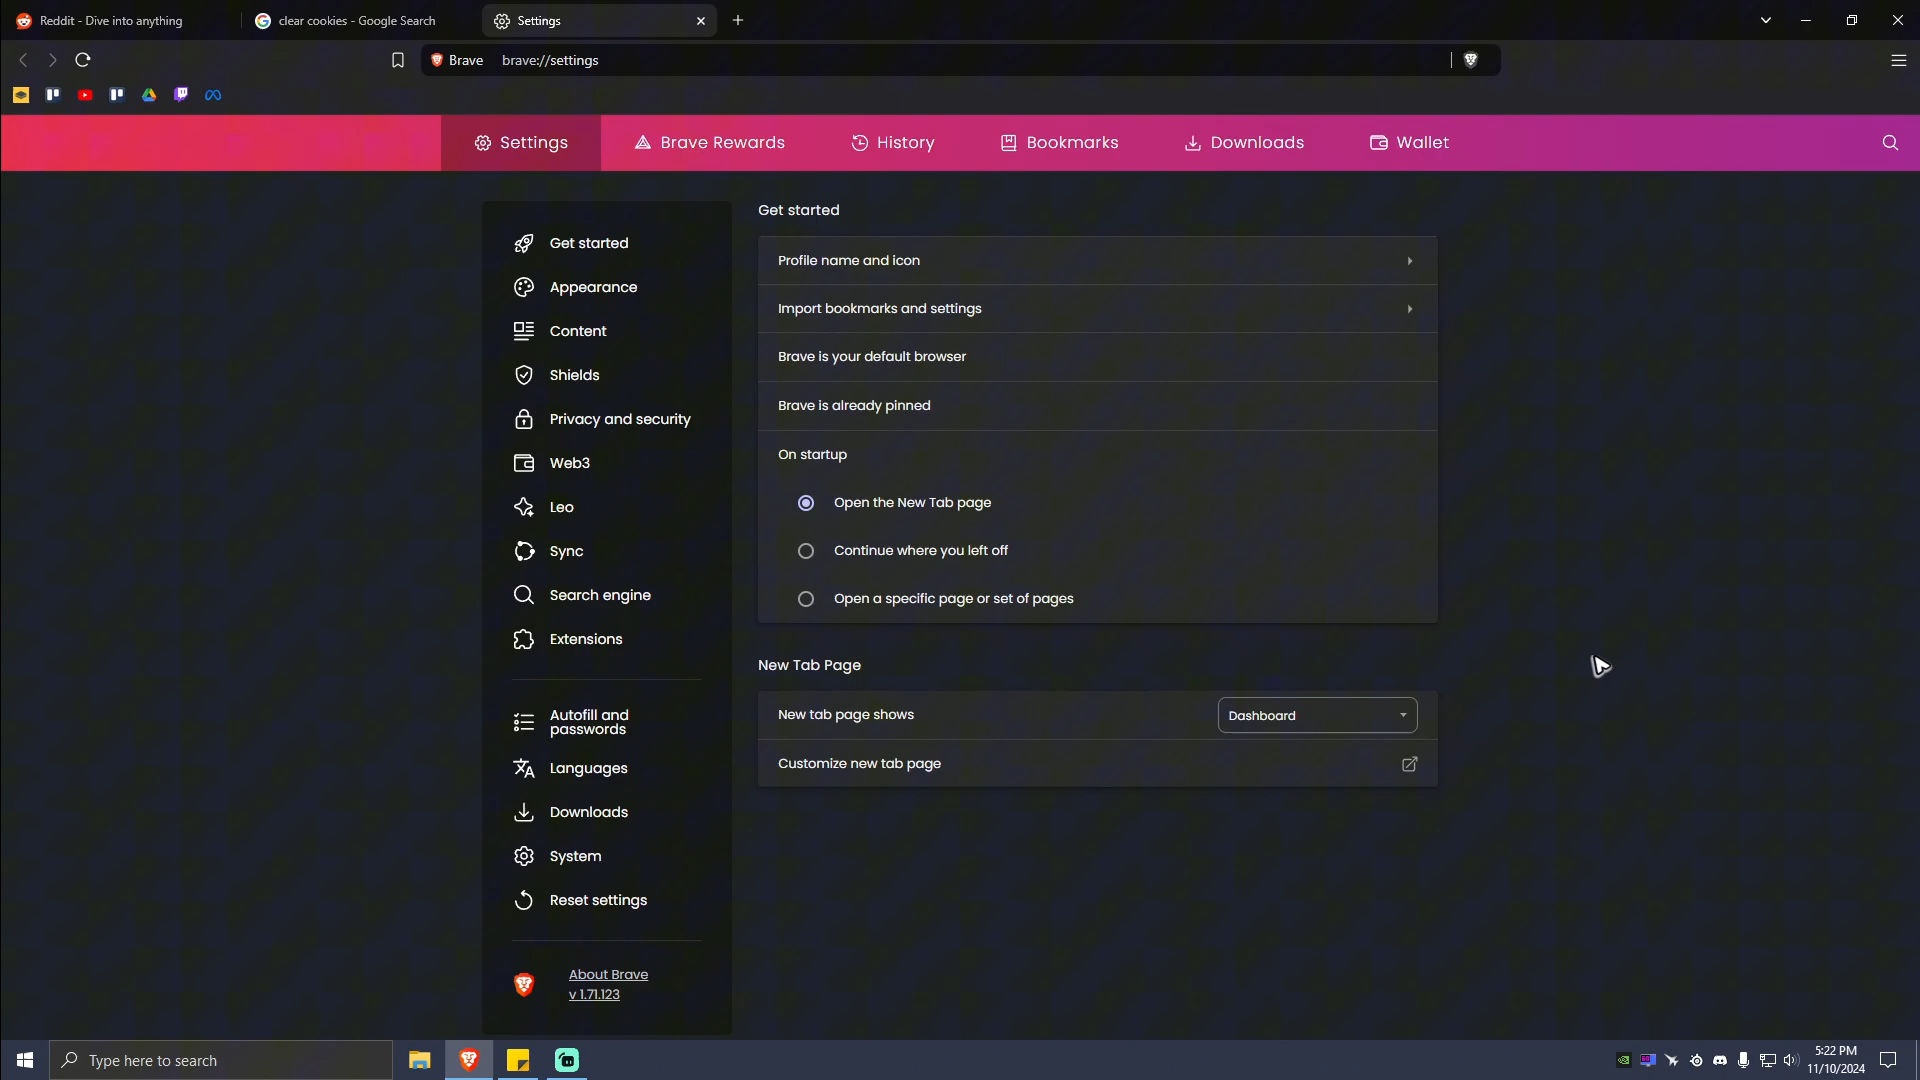 Reddit - Dive into anything
clear cookies - Google Search
Settings
Brave
brave://settings
Settings
Brave Rewards
History
Bookmarks
Downloads
Wallet
Get started
Appearance
Content
Shields
Privacy and security
Web3
Leo
Sync
Search engine
Extensions
Autofill and
passwords
Languages
Downloads
System
Reset settings
About Brave
v 1.71.123
Get started
Profile name and icon
Import bookmarks and settings
Brave is your default browser
Brave is already pinned
On startup
Open the New Tab page
Continue where you left off
Open a specific page or set of pages
New Tab Page
New tab page shows
Dashboard
Customize new tab page
Type here to search
5:22 PM
11/10/2024